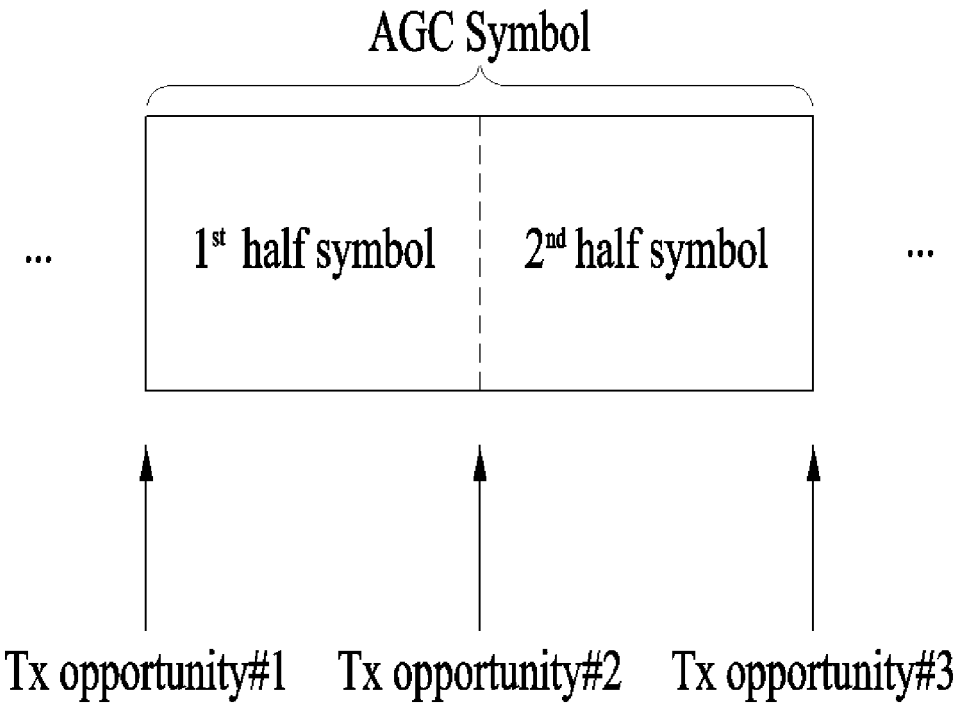 AGC Symbol
... 1st half symbol 2nd half symbol ...
Tx opportunity#1 Tx opportunity#2 Tx opportunity#3